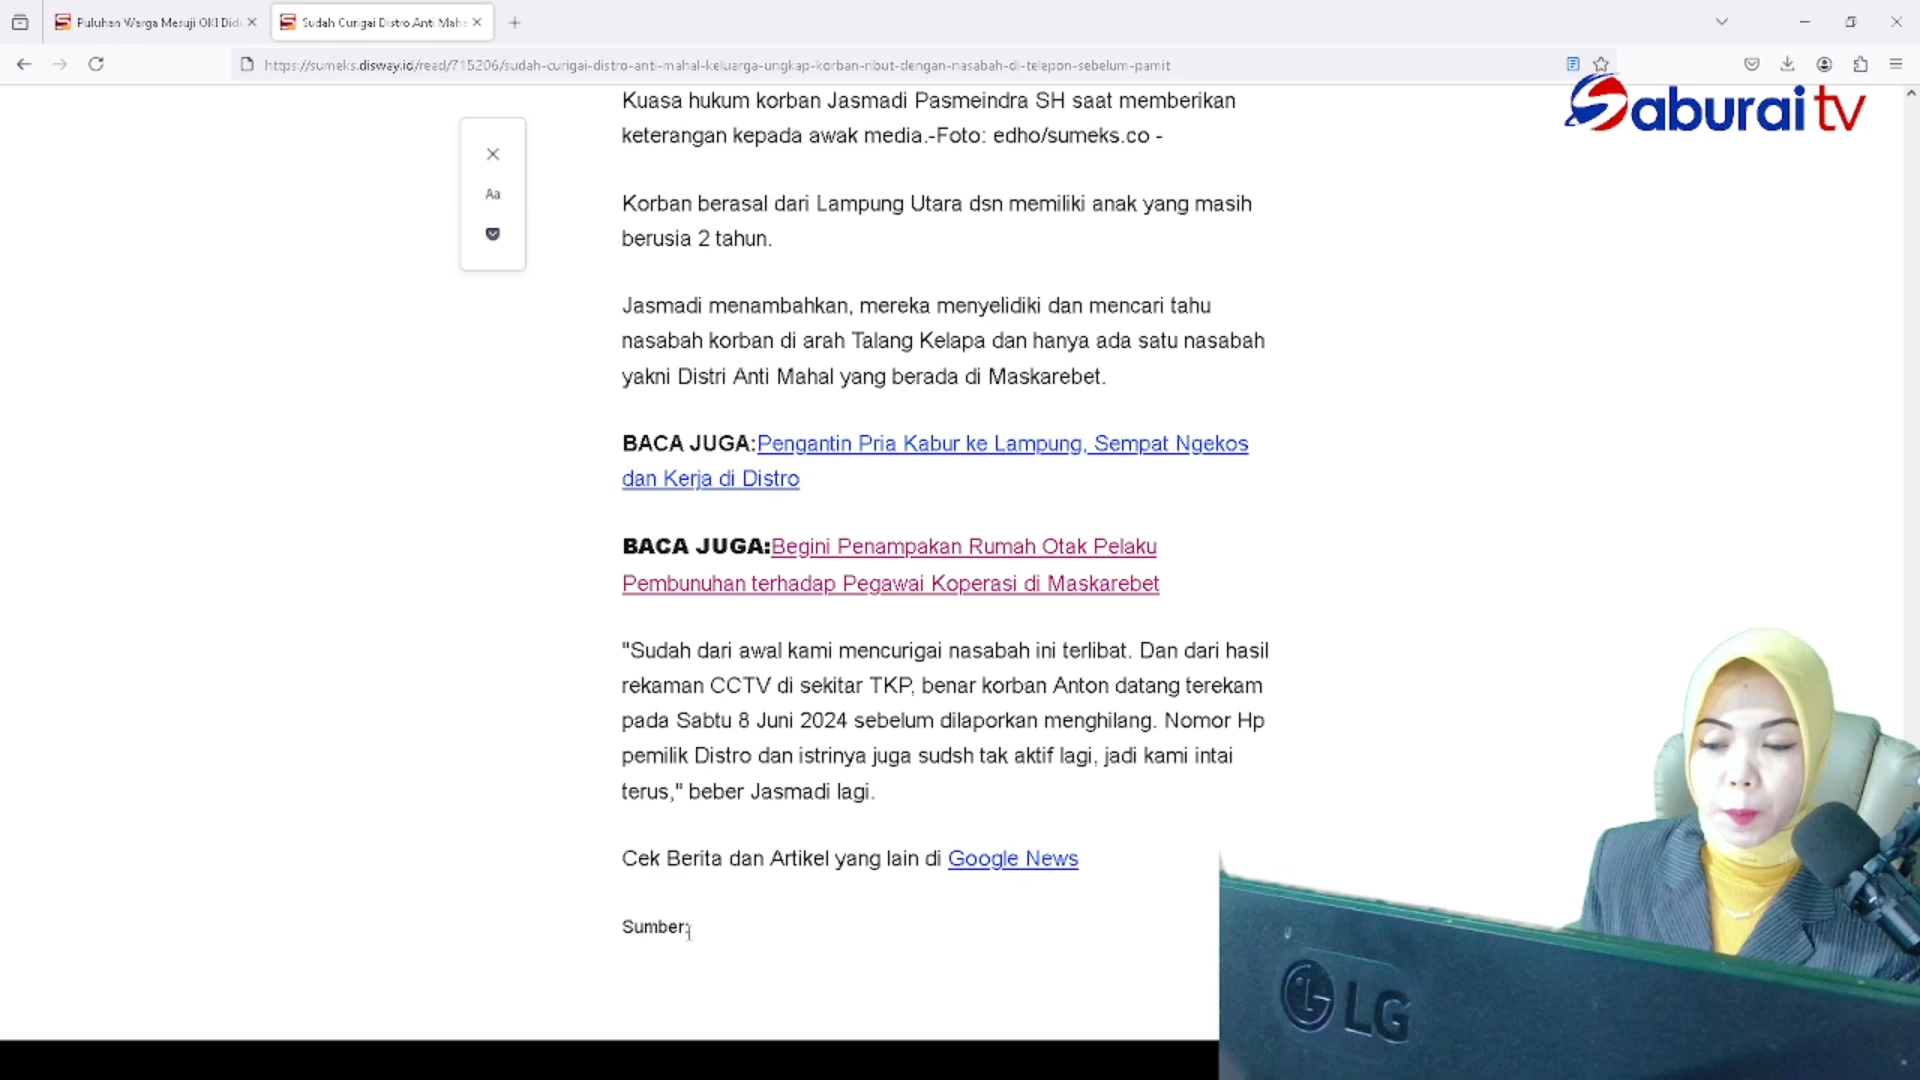 Puluhan Warga Mesuji OKI Did
Sudah Curigai Distro Anti Maha
https://sumeks.disway.id/read/715206/sudah-curigai-distro-anti-mahal-keluarga-ungkap-korban-ribut-dengan-nasabah-di-telepon-sebelum-pamit
Saburai tv
Kuasa hukum korban Jasmadi Pasmeindra SH saat memberikan
keterangan kepada awak media.-Foto: edho/sumeks.co -
Aa
Korban berasal dari Lampung Utara dsn memiliki anak yang masih
berusia 2 tahun.
Jasmadi menambahkan, mereka menyelidiki dan mencari tahu
nasabah korban di arah Talang Kelapa dan hanya ada satu nasabah
yakni Distri Anti Mahal yang berada di Maskarebet.
BACA JUGA:Pengantin Pria Kabur ke Lampung, Sempat Ngekos
dan Kerja di Distro
BACA JUGA:Begini Penampakan Rumah Otak Pelaku
Pembunuhan terhadap Pegawai Koperasi di Maskarebet
"Sudah dari awal kami mencurigai nasabah ini terlibat. Dan dari hasil
rekaman CCTV di sekitar TKP, benar korban Anton datang terekam
pada Sabtu 8 Juni 2024 sebelum dilaporkan menghilang. Nomor Hp
pemilik Distro dan istrinya juga sudsh tak aktif lagi, jadi kami intai
terus," beber Jasmadi lagi.
Cek Berita dan Artikel yang lain di Google News
Sumber:
LG